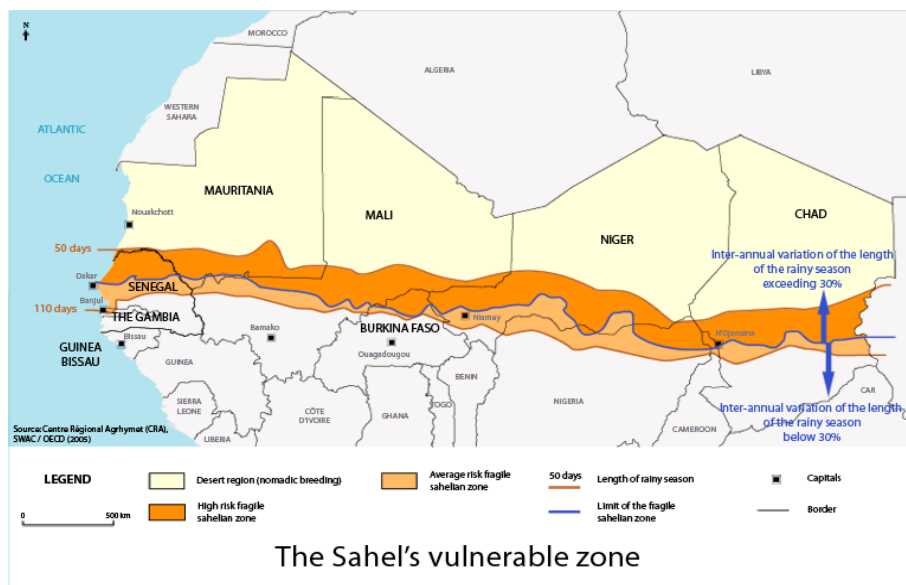 N
MOROCCO
ALGERIA
LIBYA
WESTERN
SAHARA
ATLANTIC
OCEAN
MAURITANIA
Nouakchott
MALI
NIGER
CHAD
50 days
Inter-annual variation of the length
of the rainy season
exceeding 30%
Dakar
SENEGAL
Banjul
110 days
THE GAMBIA
Niamey
BURKINA FASO
N'Djamena
Bissau
Bamako
GUINEA
BISSAU
Ouagadougou
GUINEA
BENIN
NIGERIA
CAR
SIERRA
LEONE
CÔTE
D'IVOIRE
GHANA
TOGO
CAMEROON
LIBERIA
Inter-annual variation of the length
of the rainy season
below 30%
Source:Centre Régional Agrhymet (CRA),
SWAC / OECD (2005)
LEGEND
Desert region (nomadic breeding)
High risk fragile
sahelian zone
Average risk fragile
sahelian zone
50 days
Length of rainy season
Limit of the fragile
sahelian zone
Capitals
Border
0
500 km
The Sahel's vulnerable zone